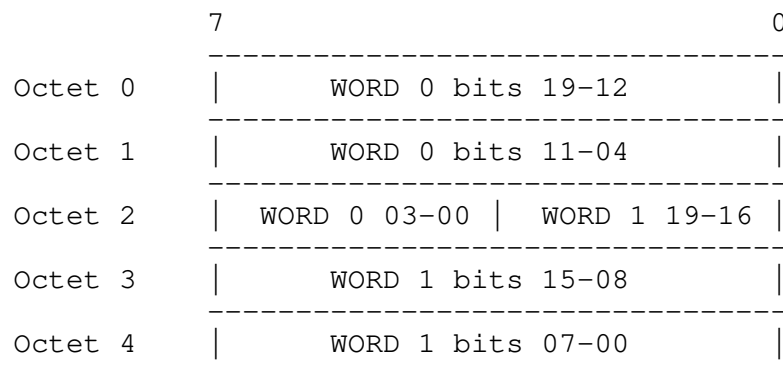 7 0
Octet 0 | WORD 0 bits 19-12 |
Octet 1 | WORD 0 bits 11-04 |
Octet 2 | WORD 0 03-00 | WORD 1 19-16 |
Octet 3 | WORD 1 bits 15-08 |
Octet 4 | WORD 1 bits 07-00 |